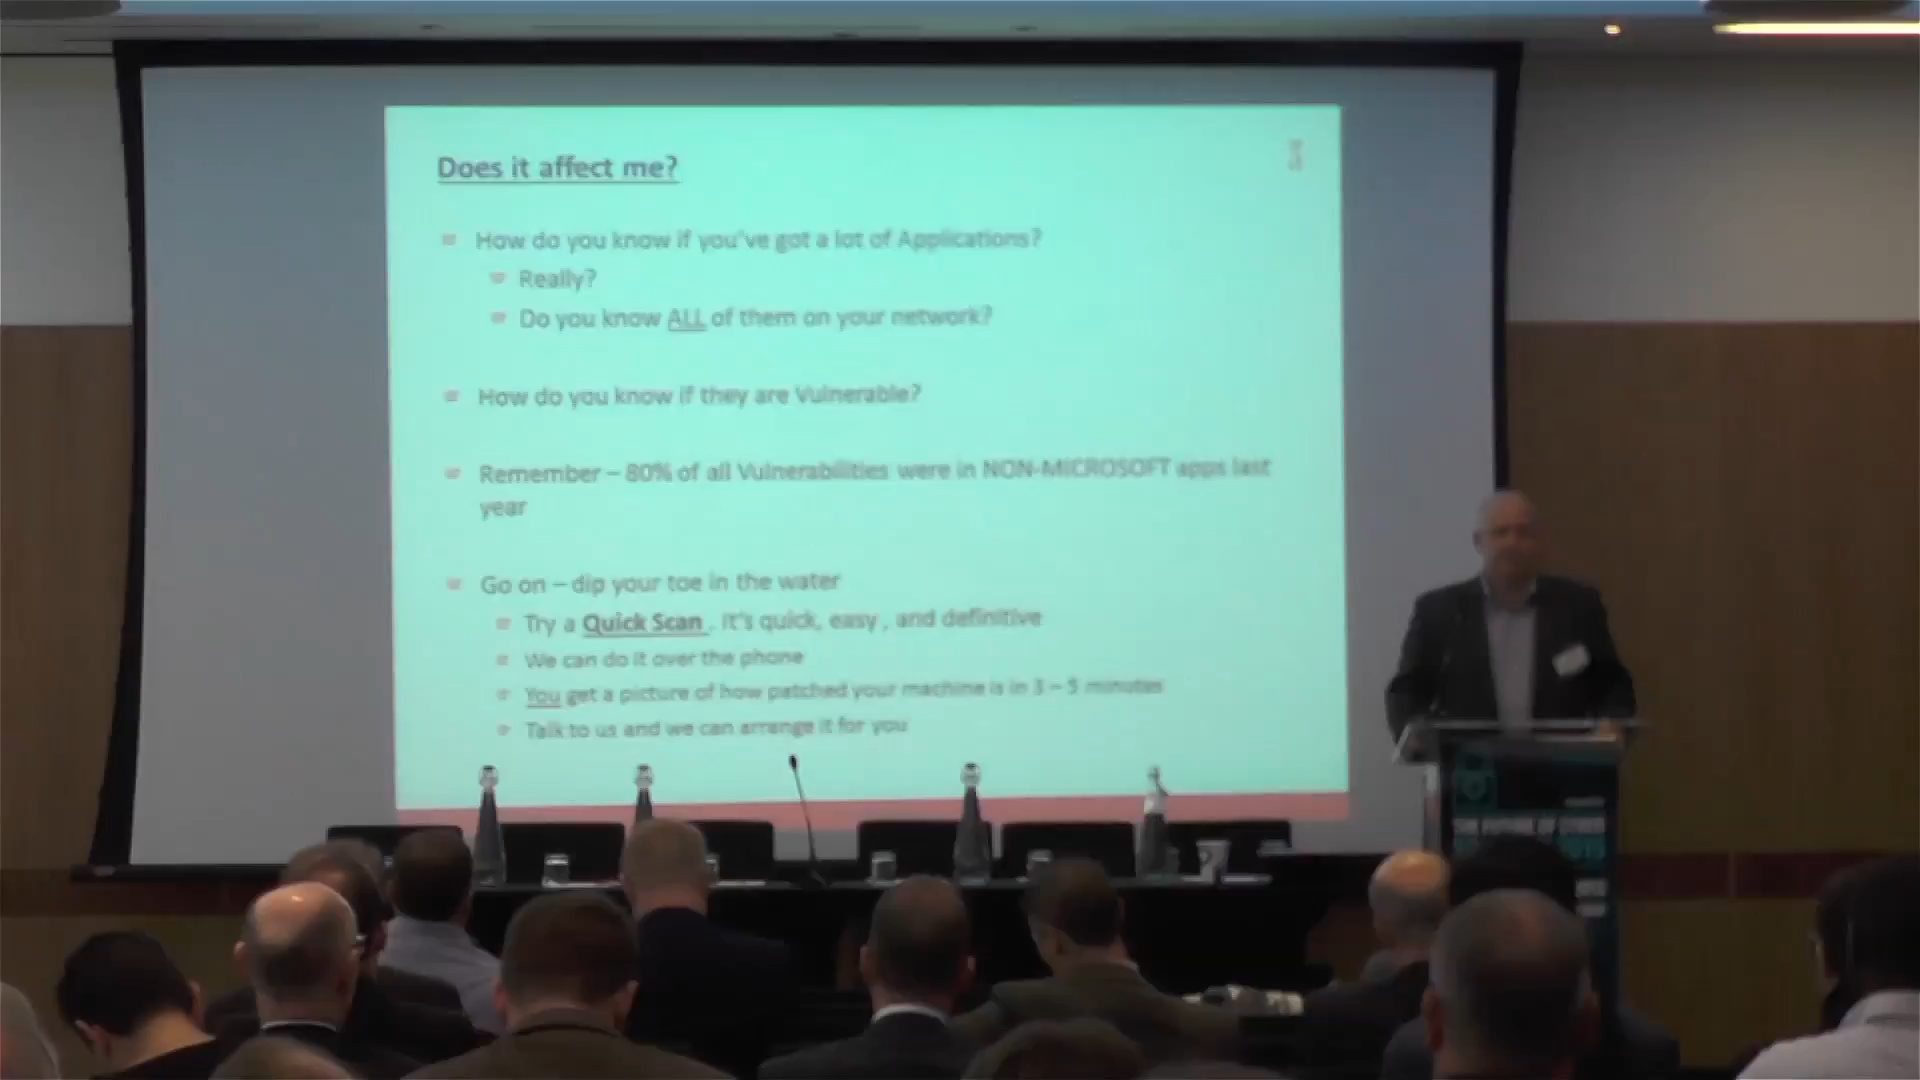 Does it affect me?
How do you know if you've got a lot of Applications?
Really?
Do you know ALL of them on your network?
How do you know if they are Vulnerable?
Remember – 80% of all Vulnerabilities were in NON-MICROSOFT apps last
year
Go on – dip your toe in the water
Try a Quick Scan . It's quick, easy , and definitive
We can do it over the phone
You get a picture of how patched your machine is in 3 – 5 minutes
Talk to us and we can arrange it for you
THE FUTURE OF CYBER